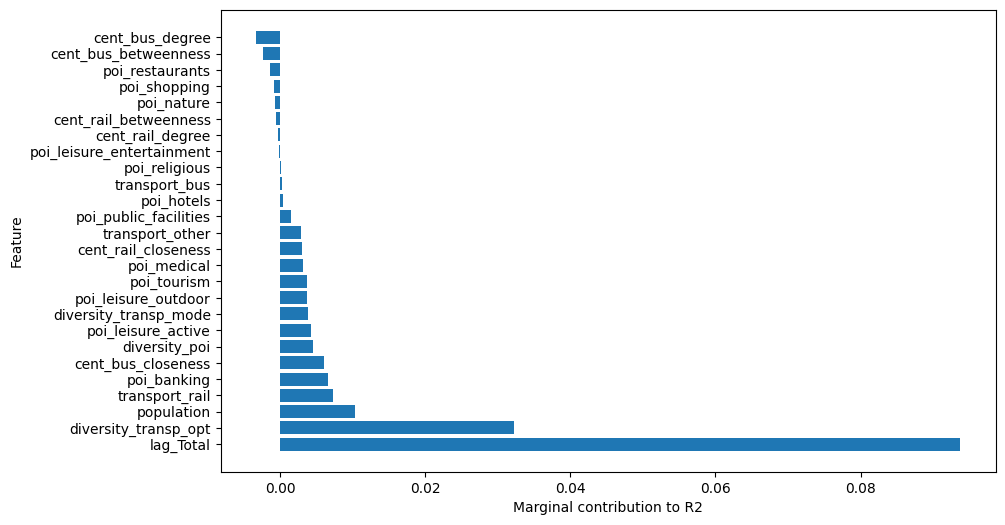 cent_bus_degree
cent_bus_betweenness
poi_restaurants
poi_shopping
poi_nature
cent_rail_betweenness
cent_rail_degree
poi_leisure_entertainment
poi_religious
transport_bus
poi_hotels
poi_public_facilities
transport_other
cent_rail_closeness
poi_medical
poi_tourism
poi_leisure_outdoor
diversity_transp_mode
poi_leisure_active
diversity_poi
cent_bus_closeness
poi_banking
transport_rail
population
diversity_transp_opt
lag_Total
Feature
0.00 0.02 0.04 0.06 0.08
Marginal contribution to R2